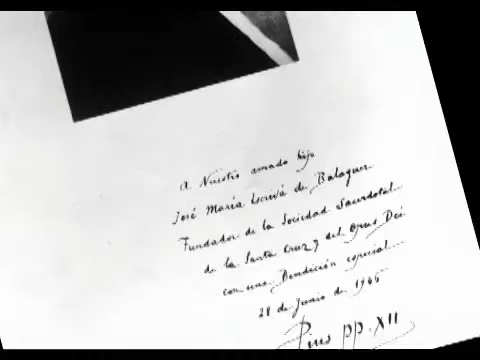 A Nuestro amado hijo
José María Escrivá de Balaguer
Fundador de la Sociedad Sacerdotal
de la Santa Cruz y del Opus Dei
con una Bendición especial
28 de Junio de 1946
Pius pp. XII